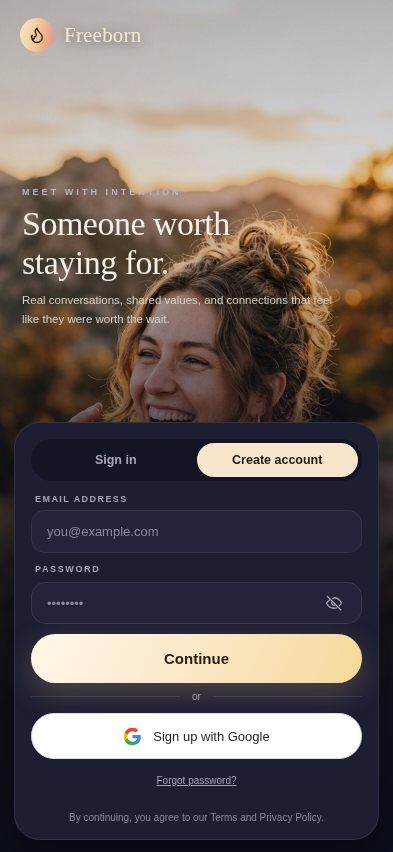 Freeborn
MEET WITH INTENTION
Someone worth
staying for.
Real conversations, shared values, and connections that feel
like they were worth the wait.
Sign in
Create account
EMAIL ADDRESS
you@example.com
PASSWORD
••••••••
Continue
or
Sign up with Google
Forgot password?
By continuing, you agree to our Terms and Privacy Policy.